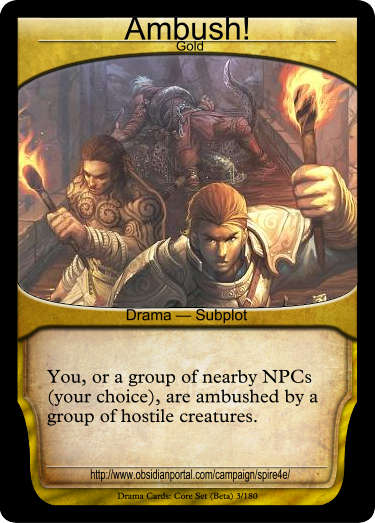 Ambush!
Gold
Drama — Subplot
You, or a group of nearby NPCs
(your choice), are ambushed by a
group of hostile creatures.
http://www.obsidianportal.com/campaign/spire4e/
Drama Cards: Core Set (Beta) 3/180